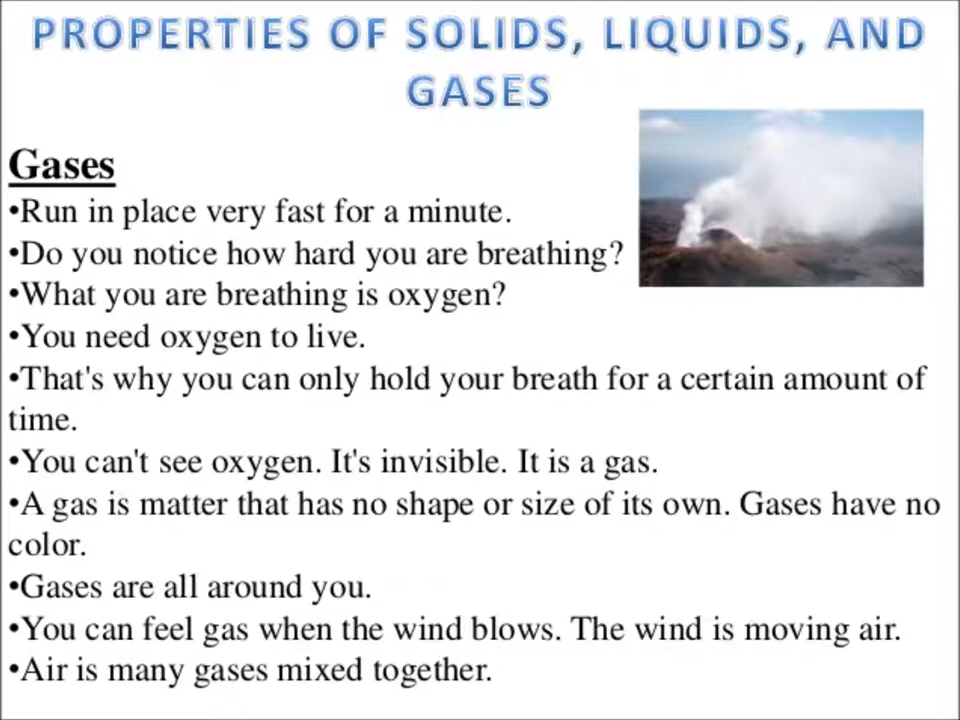 PROPERTIES OF SOLIDS, LIQUIDS, AND
GASES
Gases
•Run in place very fast for a minute.
•Do you notice how hard you are breathing?
•What you are breathing is oxygen?
•You need oxygen to live.
•That's why you can only hold your breath for a certain amount of
time.
•You can't see oxygen. It's invisible. It is a gas.
•A gas is matter that has no shape or size of its own. Gases have no
color.
•Gases are all around you.
•You can feel gas when the wind blows. The wind is moving air.
•Air is many gases mixed together.